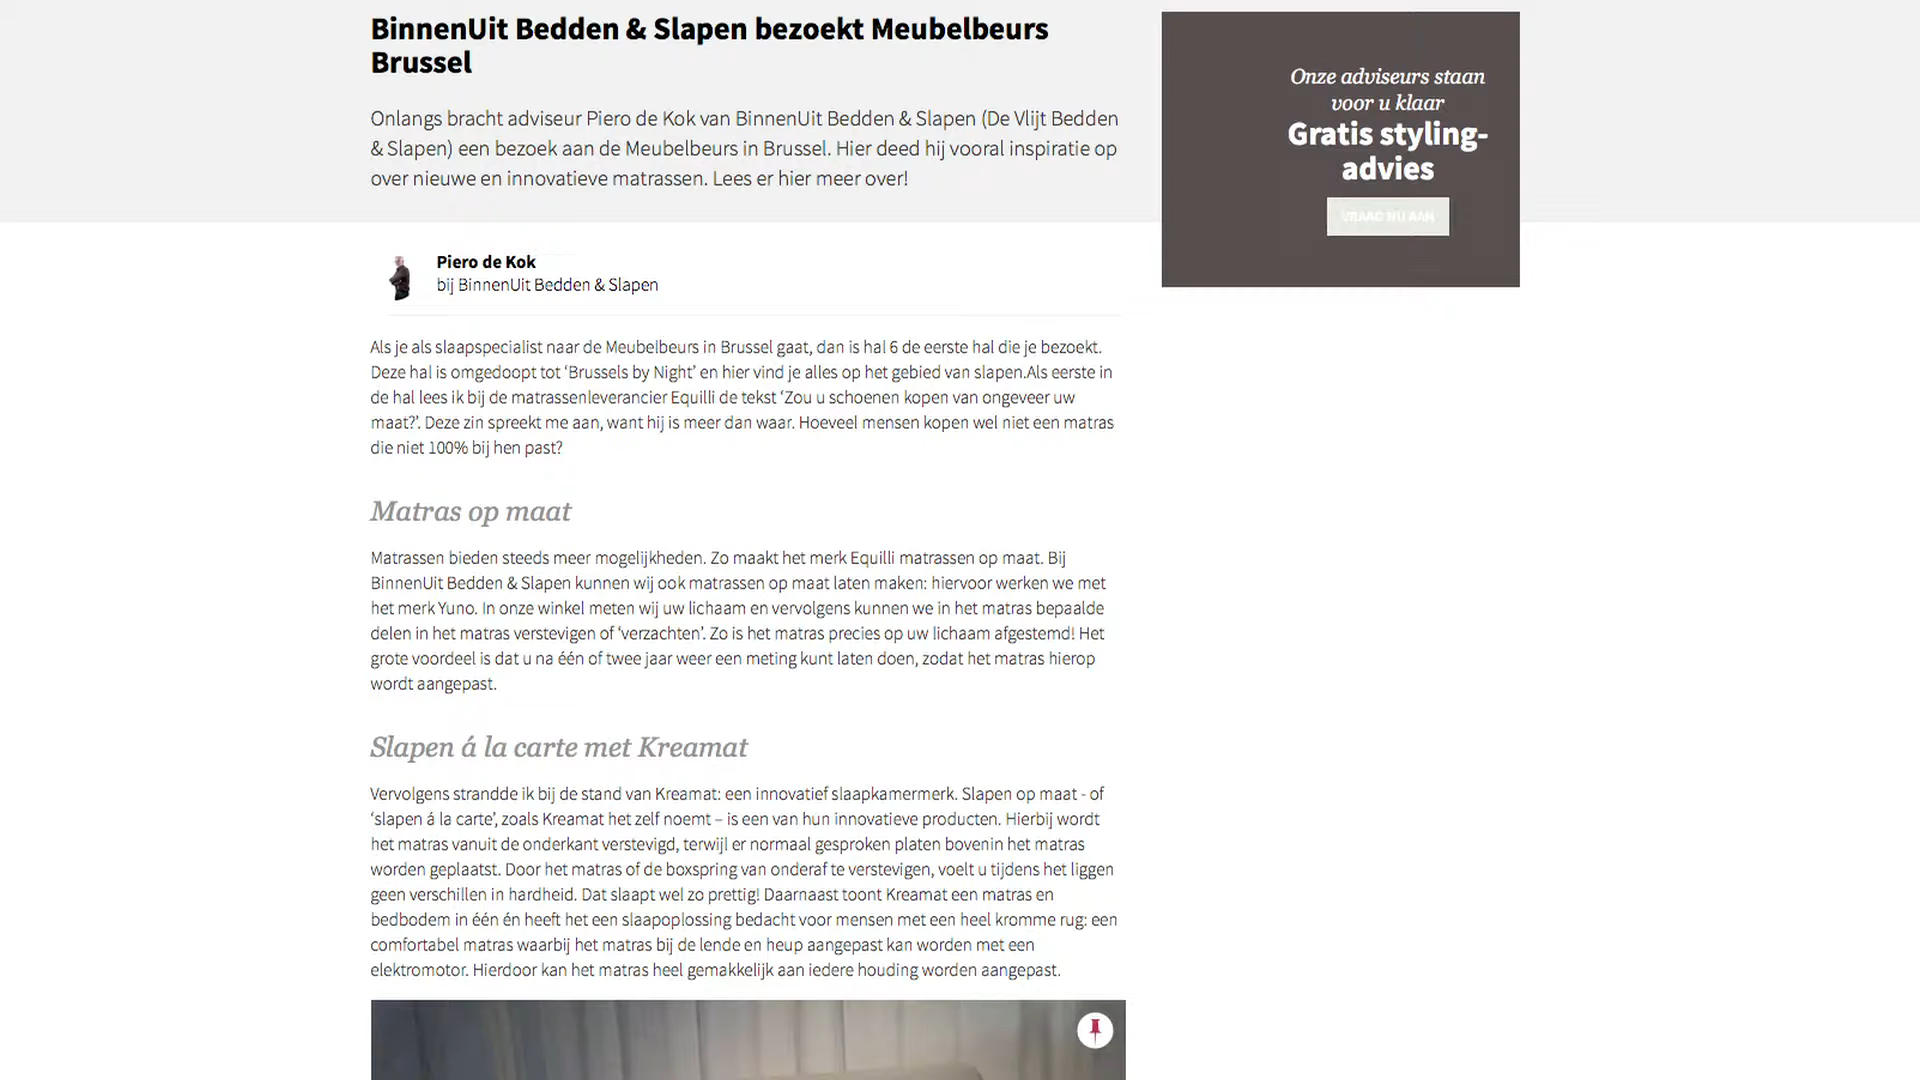 BinnenUit Bedden & Slapen bezoekt Meubelbeurs
Brussel
Onlangs bracht adviseur Piero de Kok van BinnenUit Bedden & Slapen (De Vlijt Bedden
& Slapen) een bezoek aan de Meubelbeurs in Brussel. Hier deed hij vooral inspiratie op
over nieuwe en innovatieve matrassen. Lees er hier meer over!
Onze adviseurs staan
voor u klaar
Gratis styling-
advies
VRAAG NU AAN
Piero de Kok
bij BinnenUit Bedden & Slapen
Als je als slaapspecialist naar de Meubelbeurs in Brussel gaat, dan is hal 6 de eerste hal die je bezoekt.
Deze hal is omgedoopt tot ‘Brussels by Night’ en hier vind je alles op het gebied van slapen.Als eerste in
de hal lees ik bij de matrassenleverancier Equilli de tekst ‘Zou u schoenen kopen van ongeveer uw
maat?’. Deze zin spreekt me aan, want hij is meer dan waar. Hoeveel mensen kopen wel niet een matras
die niet 100% bij hen past?
Matras op maat
Matrassen bieden steeds meer mogelijkheden. Zo maakt het merk Equilli matrassen op maat. Bij
BinnenUit Bedden & Slapen kunnen wij ook matrassen op maat laten maken: hiervoor werken we met
het merk Yuno. In onze winkel meten wij uw lichaam en vervolgens kunnen we in het matras bepaalde
delen in het matras verstevigen of ‘verzachten’. Zo is het matras precies op uw lichaam afgestemd! Het
grote voordeel is dat u na één of twee jaar weer een meting kunt laten doen, zodat het matras hierop
wordt aangepast.
Slapen á la carte met Kreamat
Vervolgens strandde ik bij de stand van Kreamat: een innovatief slaapkamermerk. Slapen op maat - of
‘slapen á la carte’, zoals Kreamat het zelf noemt – is een van hun innovatieve producten. Hierbij wordt
het matras vanuit de onderkant verstevigd, terwijl er normaal gesproken platen bovenin het matras
worden geplaatst. Door het matras of de boxspring van onderaf te verstevigen, voelt u tijdens het liggen
geen verschillen in hardheid. Dat slaapt wel zo prettig! Daarnaast toont Kreamat een matras en
bedbodem in één én heeft het een slaapoplossing bedacht voor mensen met een heel kromme rug: een
comfortabel matras waarbij het matras bij de lende en heup aangepast kan worden met een
elektromotor. Hierdoor kan het matras heel gemakkelijk aan iedere houding worden aangepast.